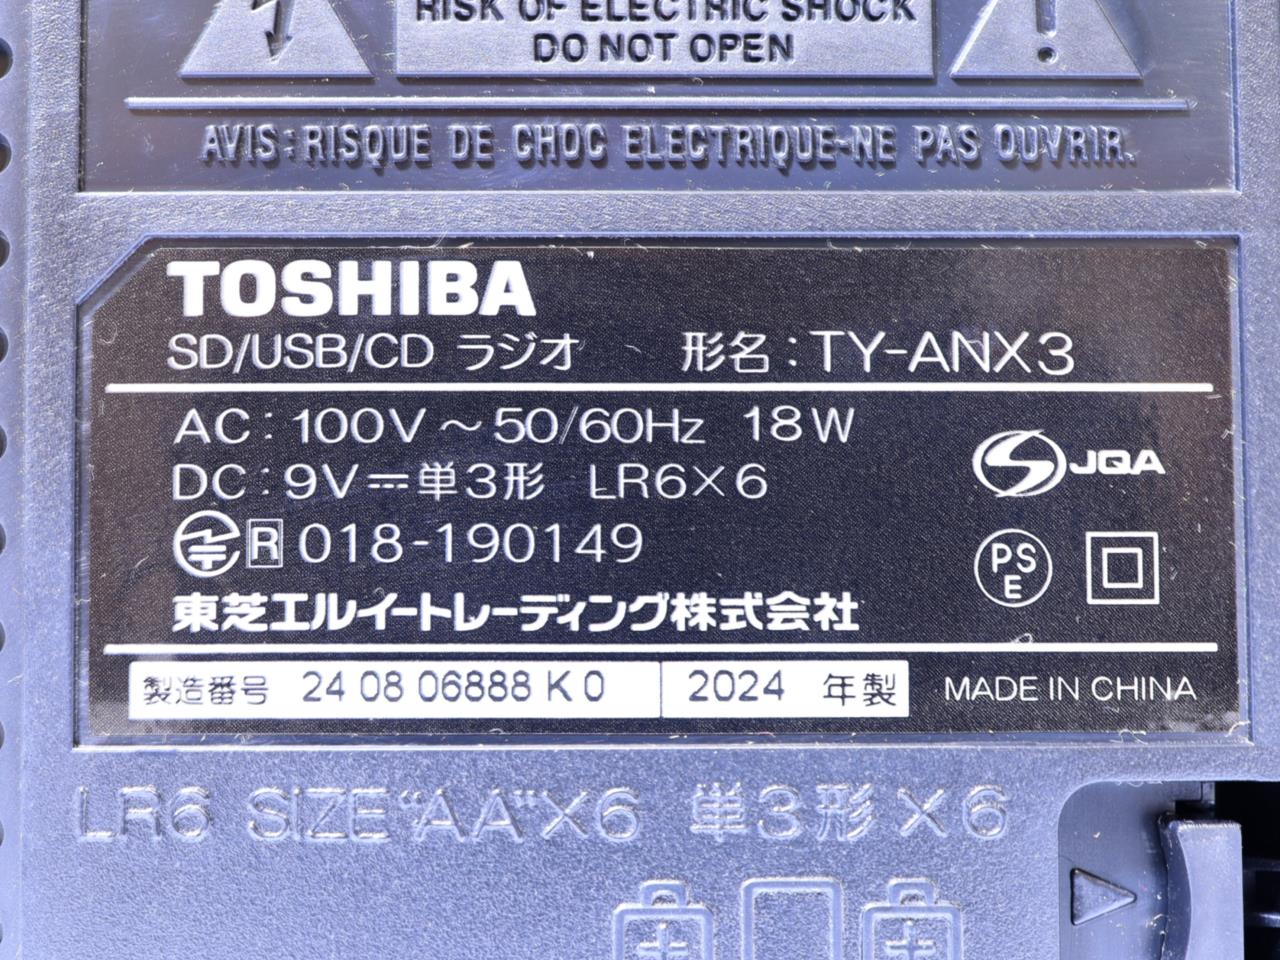 RISK OF ELECTRIC SHOCK
DO NOT OPEN
AVIS:RISQUE DE CHOC ELECTRIQUE-NE PAS OUVRIR.
TOSHIBA
SD/USB/CD ラジオ 形名:TY-ANX3
AC:100V～50/60Hz 18W
DC:9V⎓単3形 LR6×6
JQA
R 018-190149
PSE
東芝エルイートレーディング株式会社
製造番号 24 08 06888 K 0 2024 年製 MADE IN CHINA
LR6 SIZE "AA"×6 単3形×6